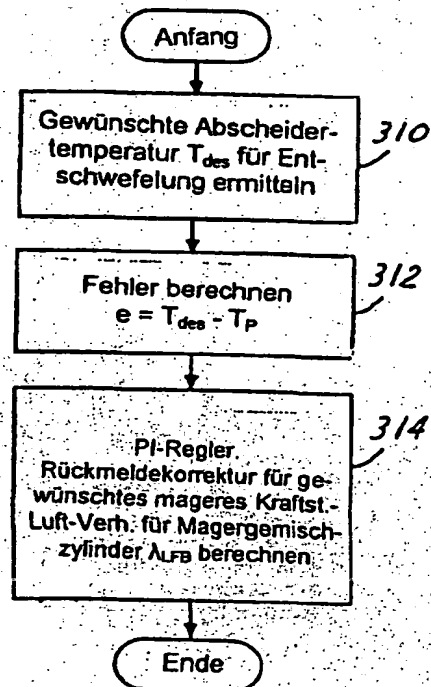 Anfang
Gewünschte Abscheider-
temperatur Tdes für Ent-
schwefelung ermitteln
310
Fehler berechnen
e = Tdes - TP
312
PI-Regler
Rückmeldekorrektur für ge-
wünschtes mageres Kraftst.-
Luft-Verh. für Magergemisch-
zylinder λLFB berechnen
314
Ende